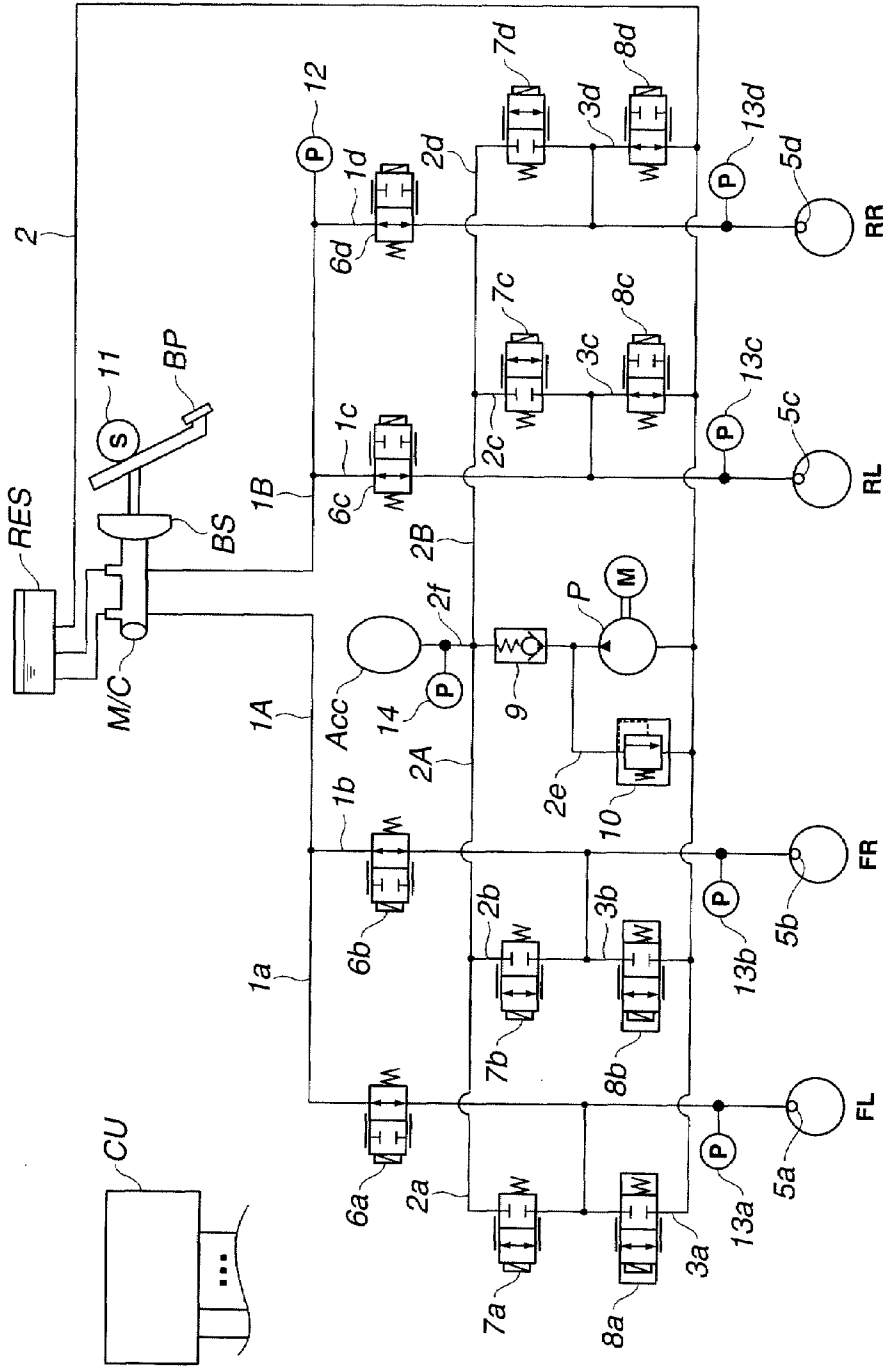 CU
RES
2
11
S
BP
BS
M/C
1A
1B
12
P
1a
1b
1c
1d
6a
6b
6c
6d
Acc
14
P
2f
2A
2B
2a
2b
2c
2d
7a
7b
7c
7d
9
P
M
2e
10
8a
8b
8c
8d
3a
3b
3c
3d
13a
P
13b
P
13c
P
13d
P
5a
5b
5c
5d
FL
FR
RL
RR